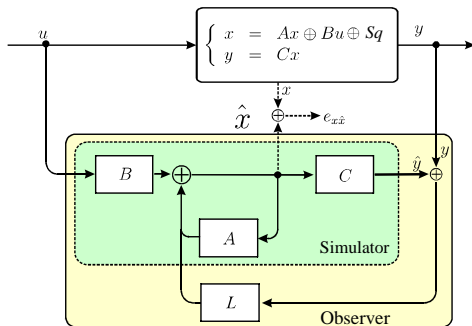 u
x = Ax ⊕ Bu ⊕ Sq
y = Cx
y
x
x̂
⊕
e_{xx̂}
B
⊕
C
ŷ
y
⊕
A
Simulator
L
Observer